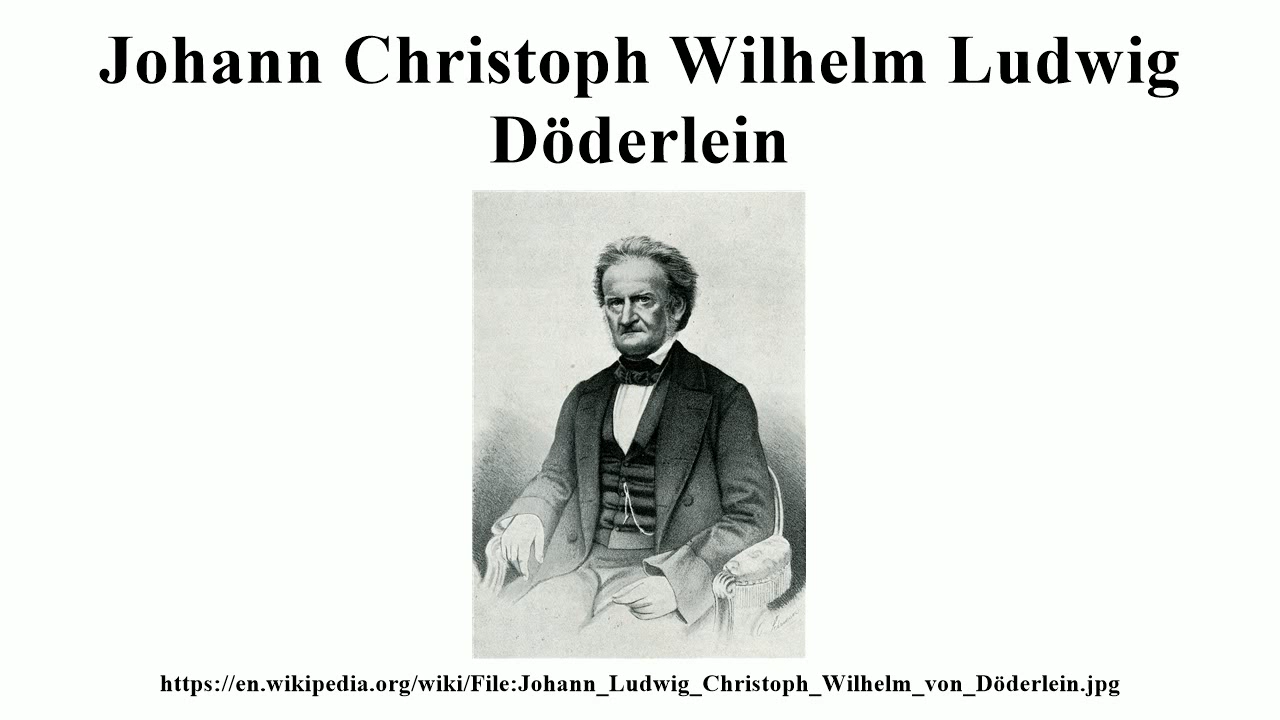 Johann Christoph Wilhelm Ludwig
Döderlein
https://en.wikipedia.org/wiki/File:Johann_Ludwig_Christoph_Wilhelm_von_Döderlein.jpg